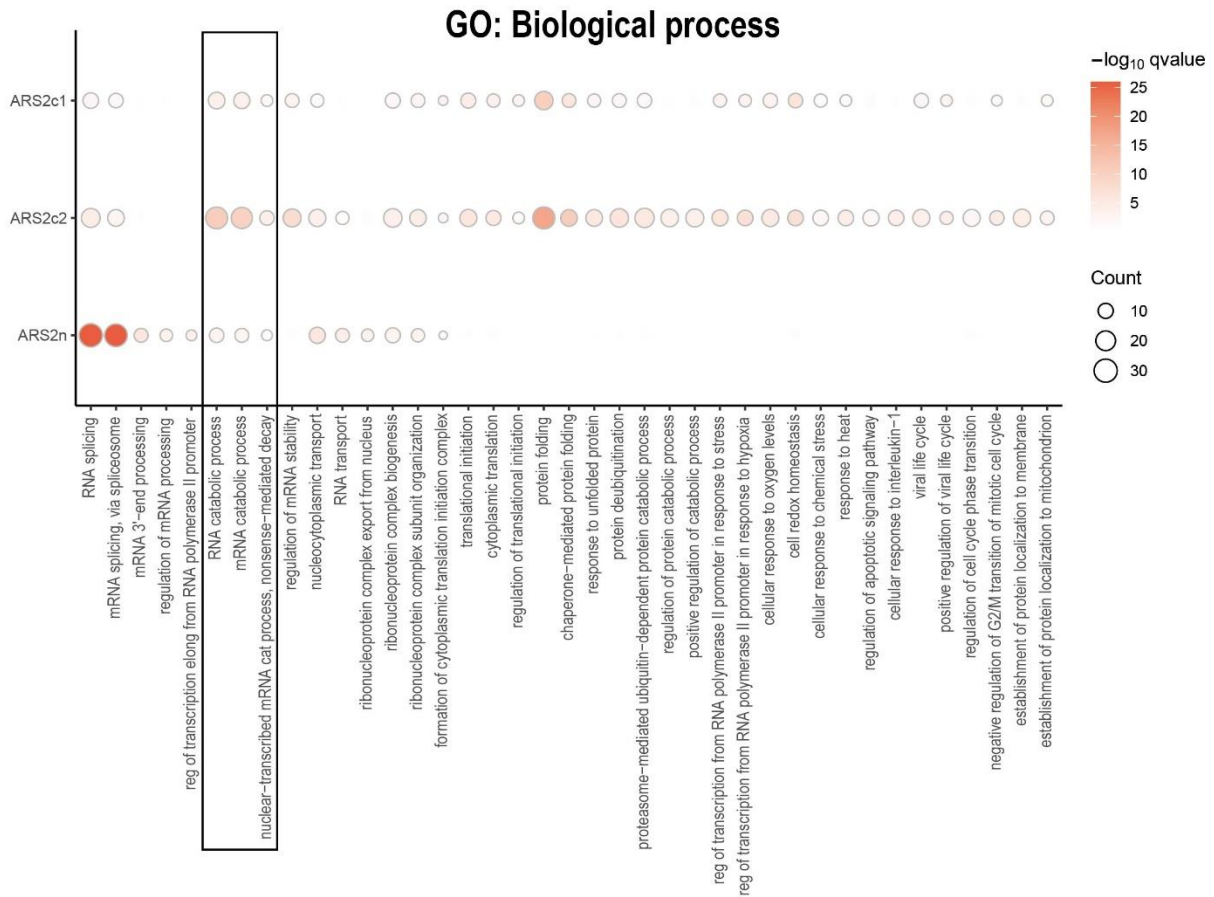 GO: Biological process
ARS2c1
ARS2c2
ARS2n
−log10 qvalue
25
20
15
10
5
Count
10
20
30
RNA splicing
mRNA splicing, via spliceosome
mRNA 3'−end processing
regulation of mRNA processing
reg of transcription along from RNA polymerase II promoter
RNA catabolic process
mRNA catabolic process
nuclear−transcribed mRNA cat process, nonsense−mediated decay
regulation of mRNA stability
nucleocytoplasmic transport
RNA transport
ribonucleoprotein complex export from nucleus
ribonucleoprotein complex biogenesis
ribonucleoprotein complex subunit organization
formation of cytoplasmic translation initiation complex
translational initiation
cytoplasmic translation
regulation of translational initiation
protein folding
chaperone−mediated protein folding
response to unfolded protein
protein deubiquitination
proteasome−mediated ubiquitin−dependent protein catabolic process
regulation of protein catabolic process
positive regulation of catabolic process
reg of transcription from RNA polymerase II promoter in response to stress
reg of transcription from RNA polymerase II promoter in response to hypoxia
cellular response to oxygen levels
cell redox homeostasis
cellular response to chemical stress
response to heat
regulation of apoptotic signaling pathway
cellular response to interleukin−1
viral life cycle
positive regulation of viral life cycle
regulation of cell cycle phase transition
negative regulation of G2/M transition of mitotic cell cycle
establishment of protein localization to membrane
establishment of protein localization to mitochondrion